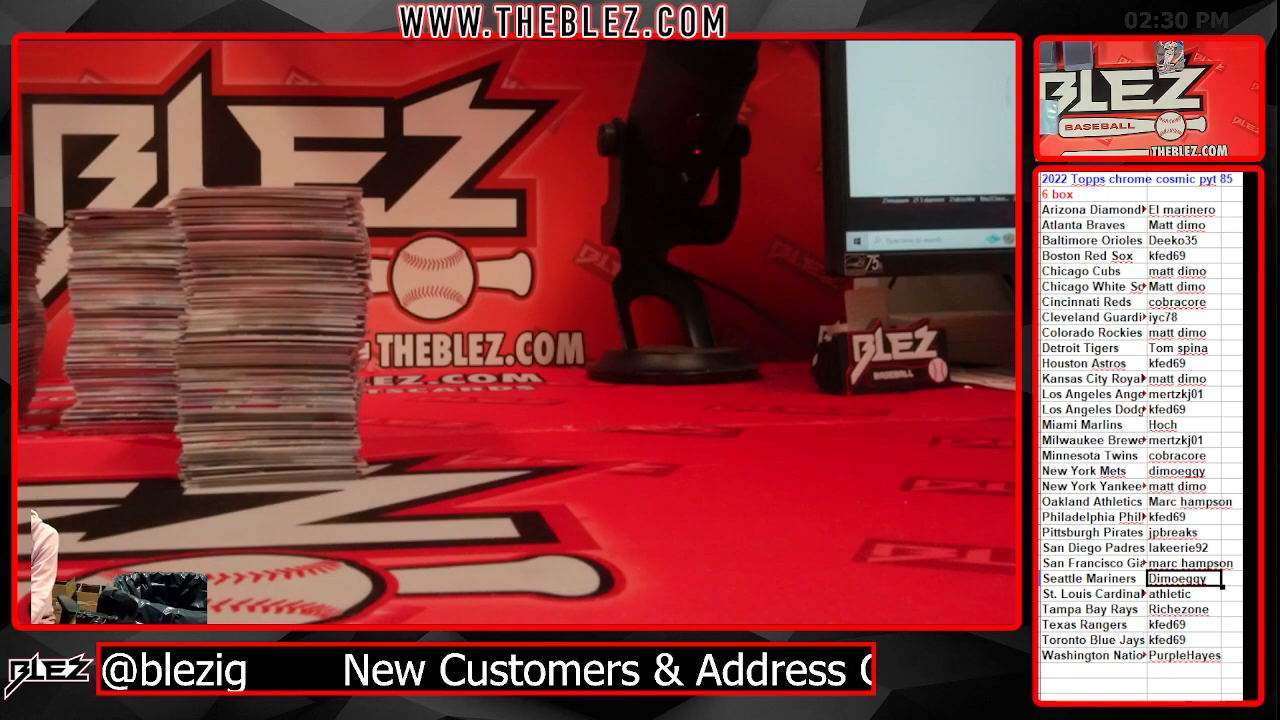 WWW.THEBLEZ.COM
02:30 PM
BLEZ
THEBLEZ.COM
75
BLEZ
BASEBALL
BLEZ
BASEBALL
THEBLEZ.COM
2022 Topps chrome cosmic pyt 85
6 box
Arizona Diamond El marinero
Atlanta Braves Matt dimo
Baltimore Orioles Deeko35
Boston Red Sox kfed69
Chicago Cubs matt dimo
Chicago White So Matt dimo
Cincinnati Reds cobracore
Cleveland Guardi iyc78
Colorado Rockies matt dimo
Detroit Tigers Tom spina
Houston Astros kfed69
Kansas City Roya matt dimo
Los Angeles Ange mertzkj01
Los Angeles Dodg kfed69
Miami Marlins Hoch
Milwaukee Brewe mertzkj01
Minnesota Twins cobracore
New York Mets dimoeggy
New York Yankee matt dimo
Oakland Athletics Marc hampson
Philadelphia Phil kfed69
Pittsburgh Pirates jpbreaks
San Diego Padres lakeerie92
San Francisco Gia marc hampson
Seattle Mariners Dimoeggy
St. Louis Cardina athletic
Tampa Bay Rays Richezone
Texas Rangers kfed69
Toronto Blue Jays kfed69
Washington Natio PurpleHayes
BLEZ @blezig New Customers & Address